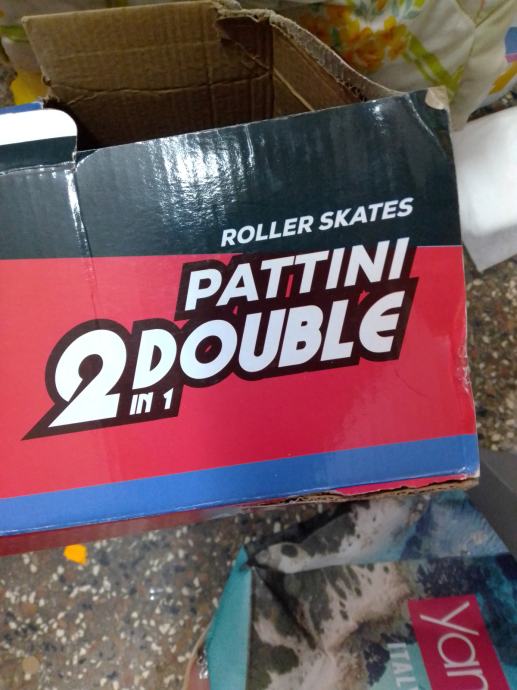 ROLLER SKATES
PATTINI
2 DOUBLE
IN 1